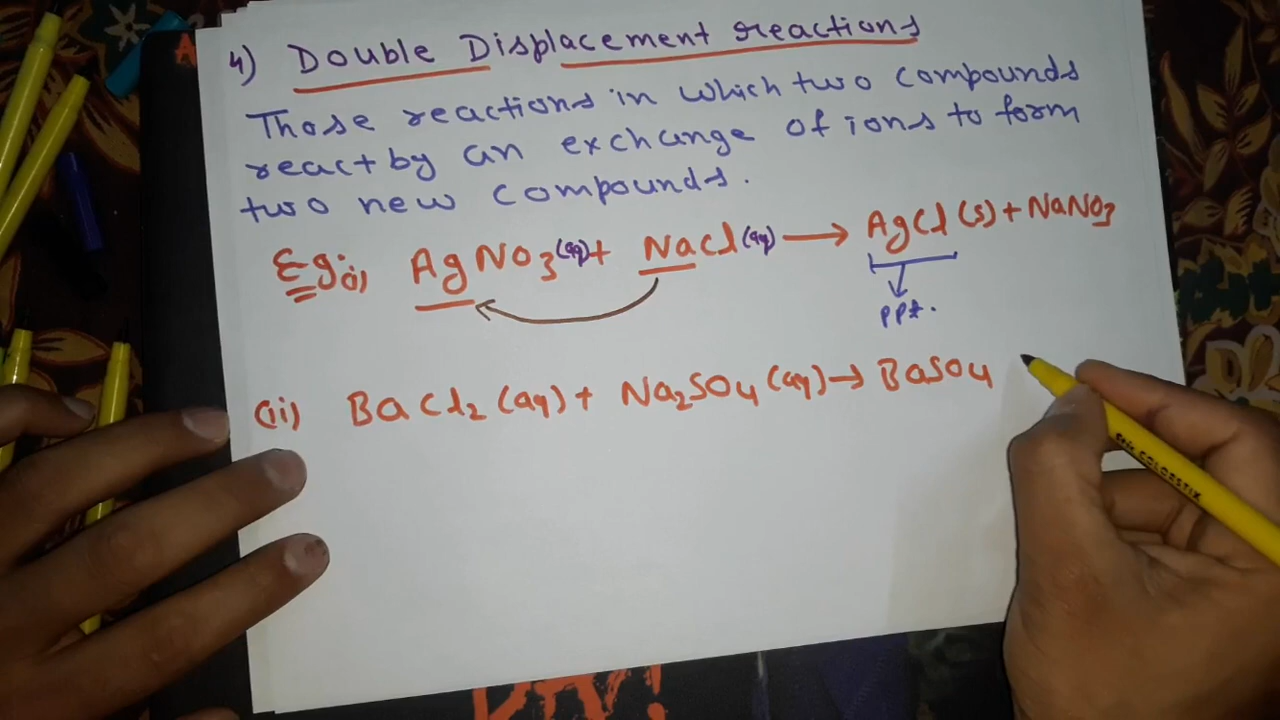 4) Double Displacement reactions
Those reactions in which two compounds
react by an exchange of ions to form
two new compounds.
Eg:i) AgNO3(aq)+ NaCl(aq) → AgCl(s)+NaNO3
ppt.
(ii) BaCl2 (aq) + Na2SO4 (aq) → BaSO4
COLORSTIX